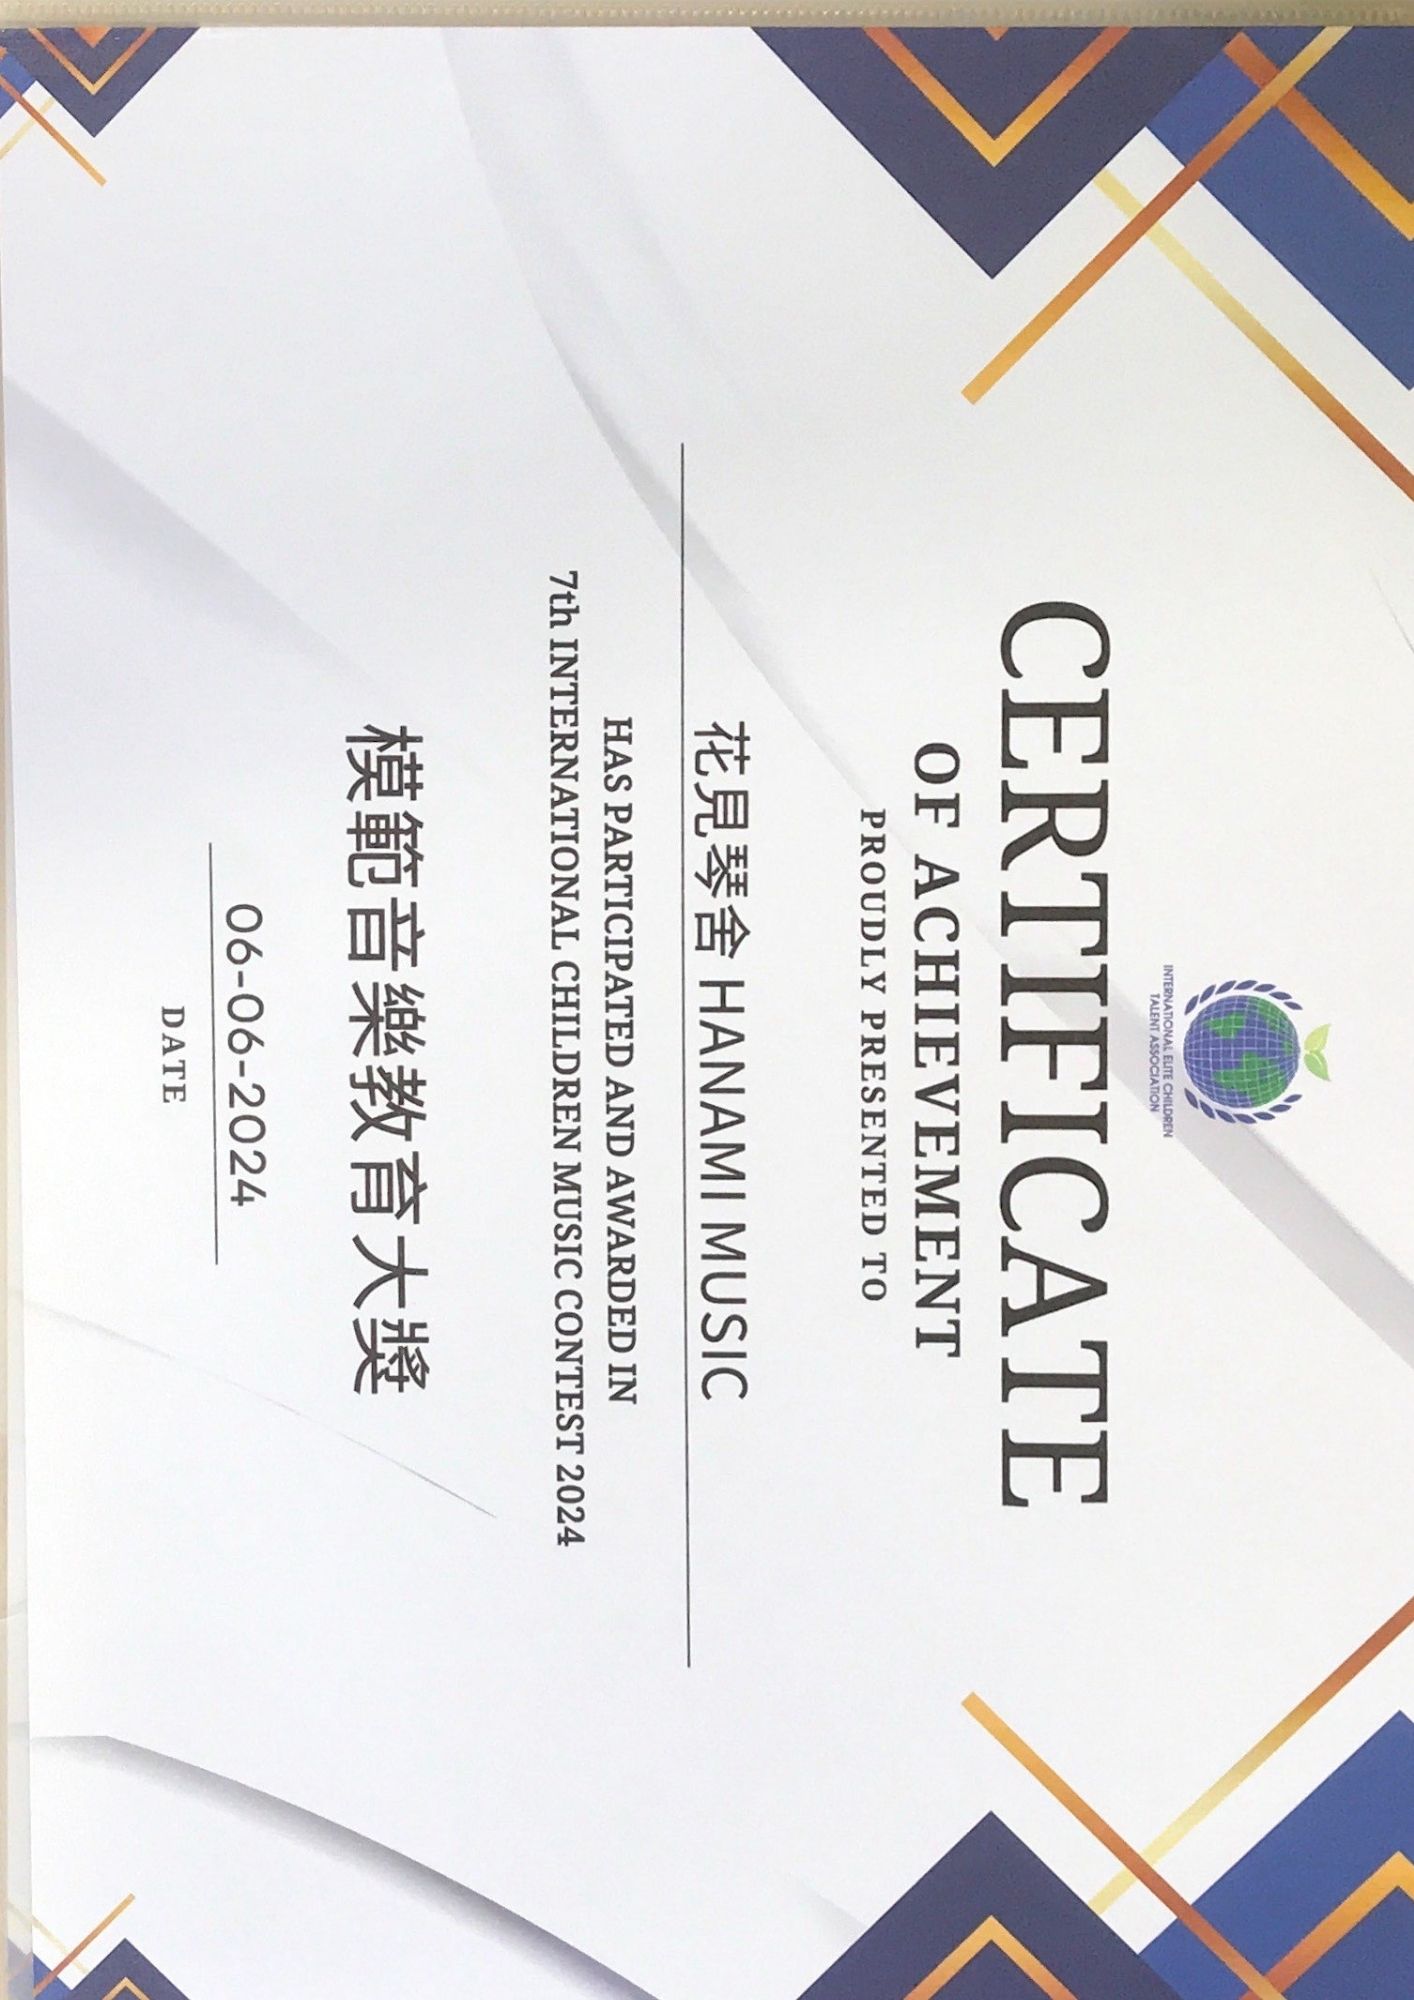 INTERNATIONAL ELITE CHILDREN
TALENT ASSOCIATION
CERTIFICATE
OF ACHIEVEMENT
PROUDLY PRESENTED TO
花見琴舍 HANAMI MUSIC
HAS PARTICIPATED AND AWARDED IN
7th INTERNATIONAL CHILDREN MUSIC CONTEST 2024
模範音樂教育大獎
06-06-2024
DATE